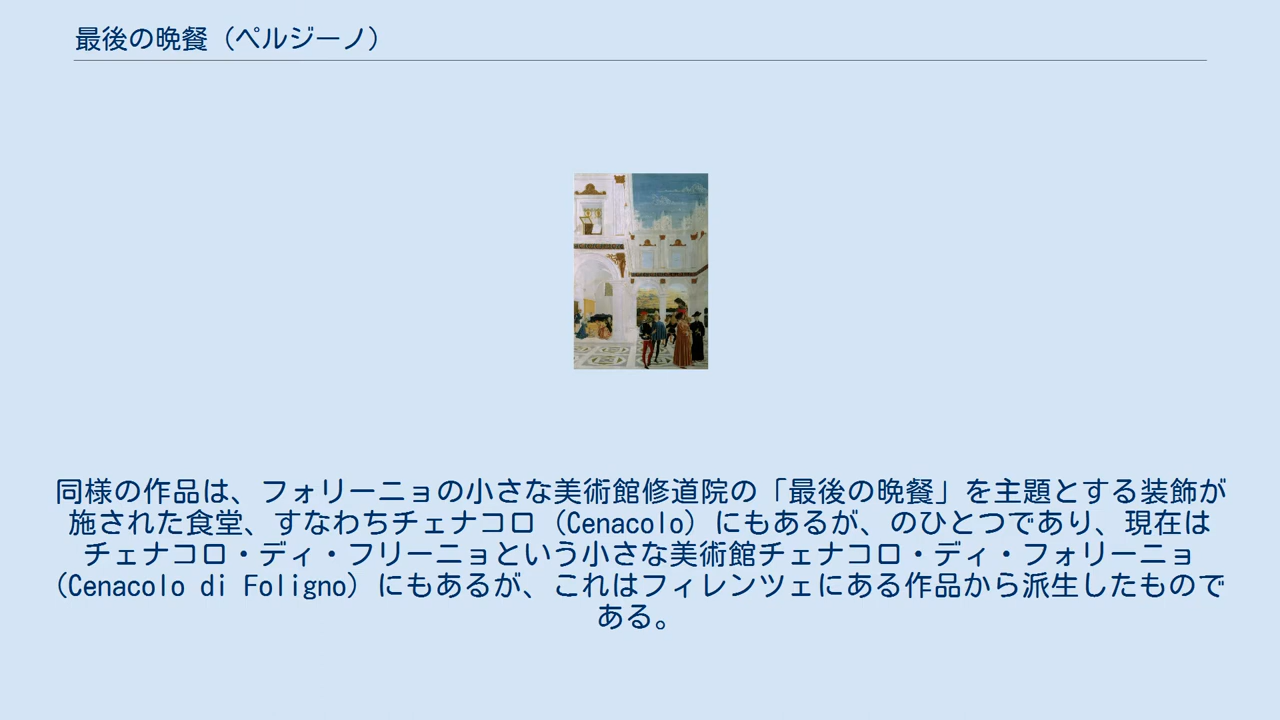 最後の晩餐（ペルジーノ）
同様の作品は、フォリーニョの小さな美術館修道院の「最後の晩餐」を主題とする装飾が
施された食堂、すなわちチェナコロ（Cenacolo）にもあるが、のひとつであり、現在は
チェナコロ・ディ・フリーニョという小さな美術館チェナコロ・ディ・フォリーニョ
（Cenacolo di Foligno）にもあるが、これはフィレンツェにある作品から派生したもので
ある。